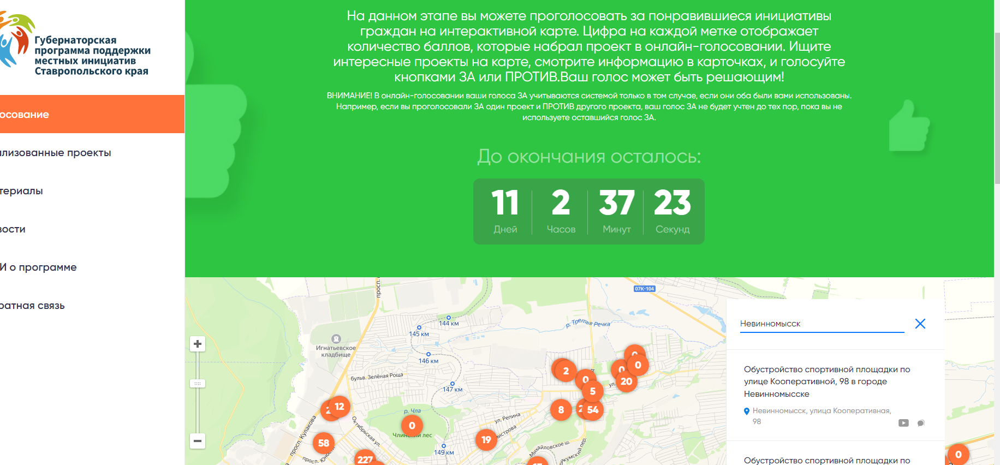 Губернаторская
программа поддержки
местных инициатив
Ставропольского края
осование
лизованные проекты
териалы
вости
И о программе
ратная связь
На данном этапе вы можете проголосовать за понравившиеся инициативы
граждан на интерактивной карте. Цифра на каждой метке отображает
количество баллов, которые набрал проект в онлайн-голосовании. Ищите
интересные проекты на карте, смотрите информацию в карточках, и голосуйте
кнопками ЗА или ПРОТИВ.Ваш голос может быть решающим!
ВНИМАНИЕ! В онлайн-голосовании ваши голоса ЗА учитываются системой только в том случае, если они оба были вами использованы.
Например, если вы проголосовали ЗА один проект и ПРОТИВ другого проекта, ваш голос ЗА не будет учтен до тех пор, пока вы не
используете оставшийся голос ЗА.
До окончания осталось:
11 2 37 23
Дней Часов Минут Секунд
просп.
07К-104
144 км
145 км
р. Третья Речка
Игнатьевское
кладбище
146 км
бульв. Зелёная Роща
147 км
0
0
0
2
0
20
ул.
5
2
12
р. Чла
8
2
54
0
Члинский лес
ул. Репина
просп. Кулакова
Октябрьская ул.
58
19
149 км
Михайловское ш.
просп. Юности
227
0
Невинномысск
Обустройство спортивной площадки по
улице Кооперативной, 98 в городе
Невинномысске
Невинномысск, улица Кооперативная,
98
Обустройство спортивной площадки по